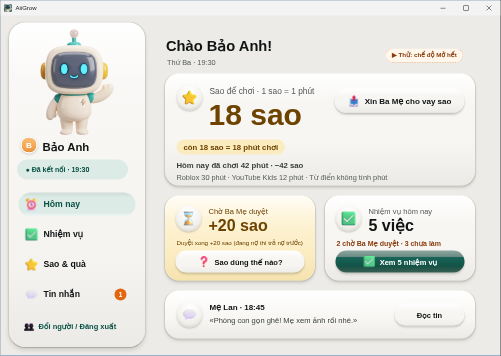 AiiGrow
B
Bảo Anh
● Đã kết nối · 19:30
Hôm nay
Nhiệm vụ
Sao & quà
Tin nhắn
1
Đổi người / Đăng xuất
Chào Bảo Anh!
Thứ Ba · 19:30
▶ Thử: chế độ Mở hết
Sao để chơi · 1 sao = 1 phút
18 sao
Xin Ba Mẹ cho vay sao
còn 18 sao = 18 phút chơi
Hôm nay đã chơi 42 phút · −42 sao
Roblox 30 phút · YouTube Kids 12 phút · Từ điển không tính phút
Chờ Ba Mẹ duyệt
+20 sao
Duyệt xong +20 sao (đang nợ thì trả nợ trước)
Sao dùng thế nào?
Nhiệm vụ hôm nay
5 việc
2 chờ Ba Mẹ duyệt · 3 chưa làm
Xem 5 nhiệm vụ
Mẹ Lan · 18:45
«Phòng con gọn ghê! Mẹ xem ảnh rồi nhé.»
Đọc tin